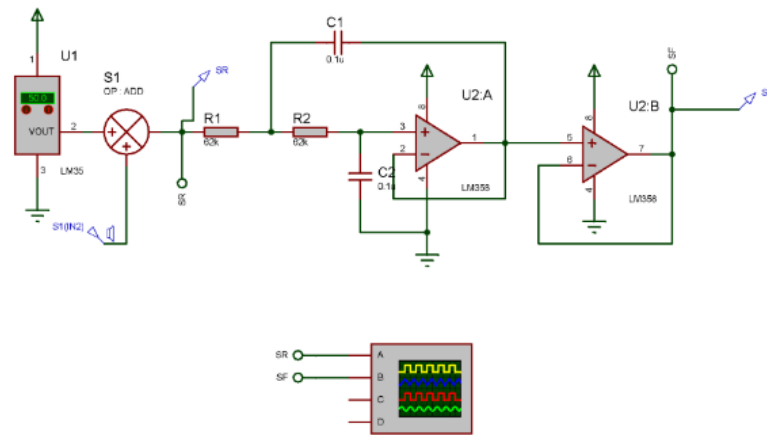 C1
0.1u
U1
1
50.0
VOUT
2
3
LM35
S1
OP : ADD
S1(IN2)
SR
SR
R1
62k
R2
62k
C2
0.1u
U2:A
8
3
2
1
4
LM358
SF
S
U2:B
8
5
6
7
4
LM358
SR
A
SF
B
C
D